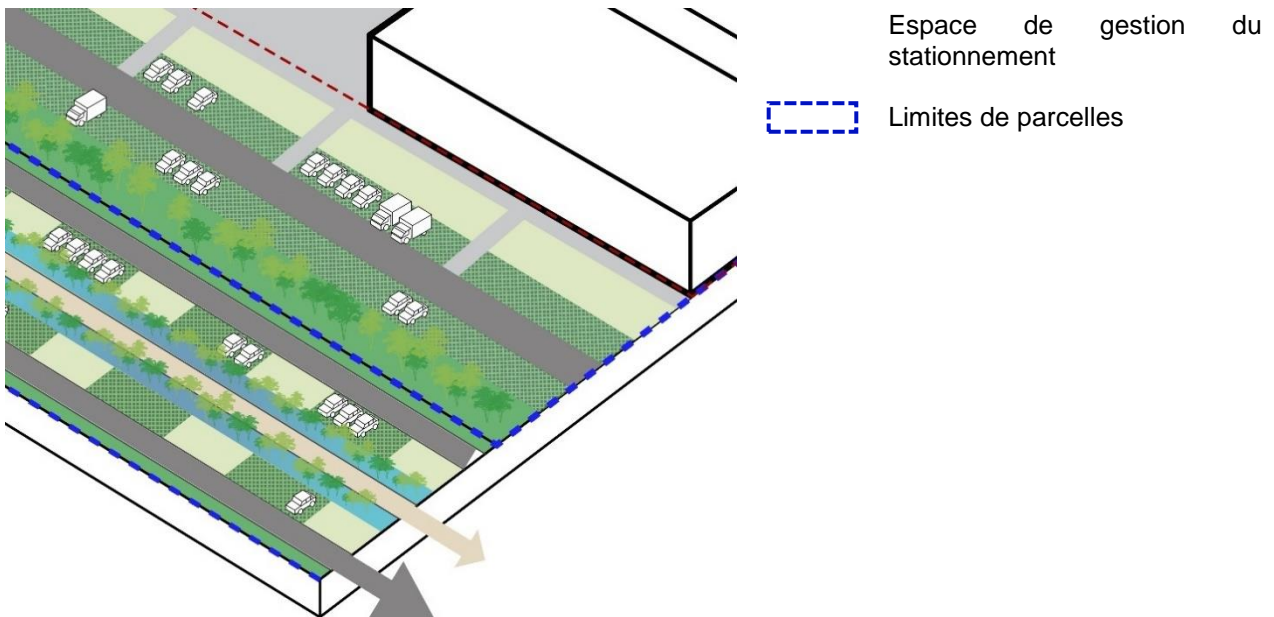 Espace de gestion du
stationnement
Limites de parcelles